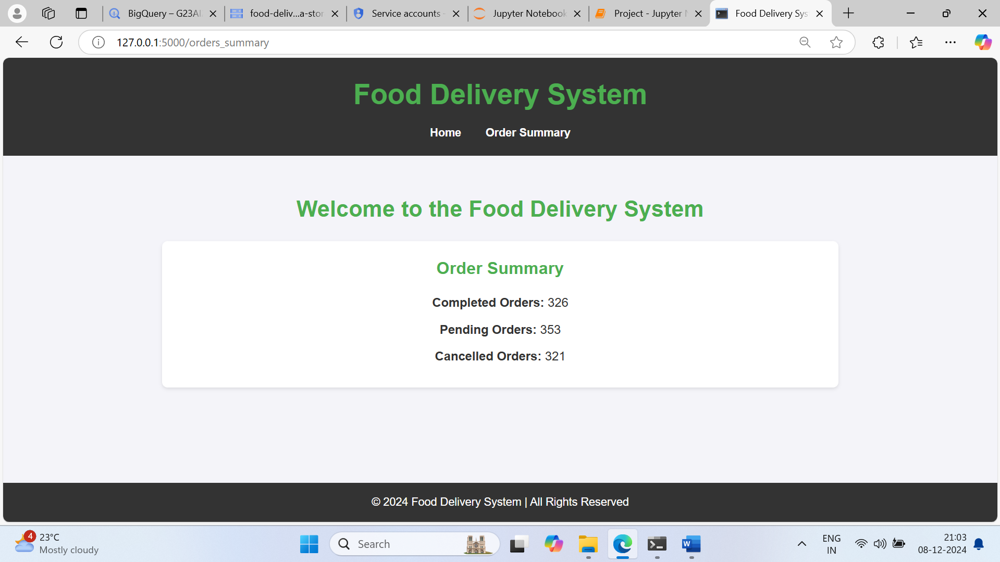 BigQuery – G23AI
food-deliv...a-stor
Service accounts -
Jupyter Notebook
Project - Jupyter N
Food Delivery Sys
127.0.0.1:5000/orders_summary
Food Delivery System
Home Order Summary
Welcome to the Food Delivery System
Order Summary
Completed Orders: 326
Pending Orders: 353
Cancelled Orders: 321
© 2024 Food Delivery System | All Rights Reserved
4
23°C
Mostly cloudy
Search
ENG
IN
21:03
08-12-2024